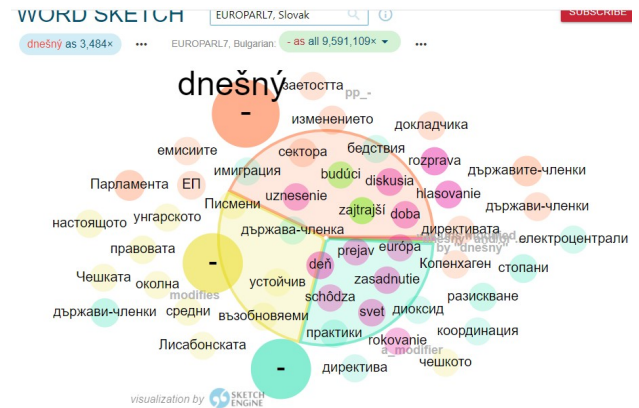 WORD SKETCH EUROPARL7, Slovak SUBSCRIBE
dnešný as 3,484× ••• EUROPARL7, Bulgarian: - as all 9,591,109× •••
dnešný
заетостта
pp_-
-
изменението
докладчика
емисиите
сектора
бедствия
rozprava
имиграция
budúci
държавите-членки
Парламента
ЕП
diskusia
uznesenie
hlasovanie
Писмени
zajtrajší
doba
държави-членки
настоящото
унгарското
държава-членка
директивата
by "dnešný"
електроцентрали
правовата
prejav
európa
-
deň
Копенхаген
стопани
Чешката
околна
устойчив
zasadnutie
modifies
schôdza
разискване
държави-членки
средни
възобновяеми
svet
диоксид
практики
координация
Лисабонската
rokovanie
a_modifier
-
директива
чешкото
visualization by SKETCH ENGINE